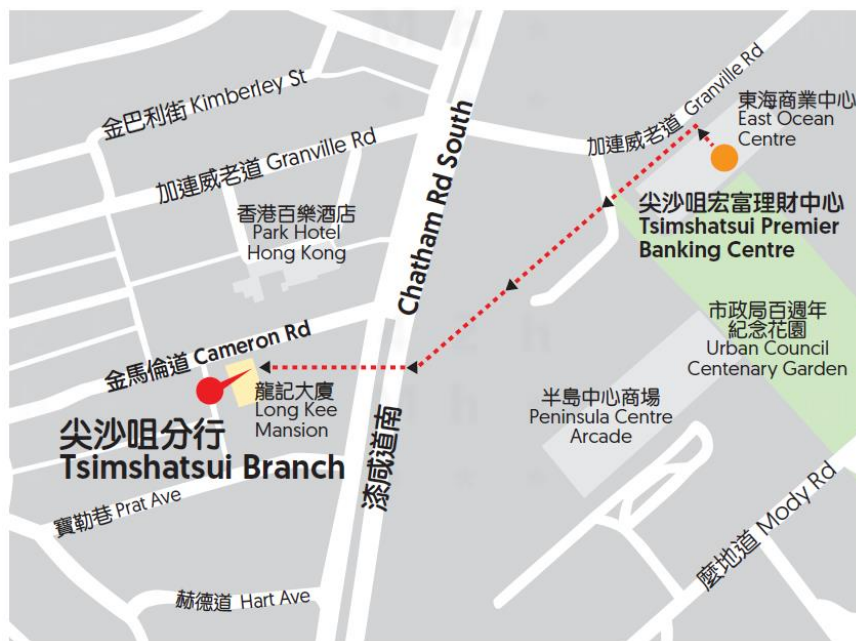 金巴利街 Kimberley St
加連威老道 Granville Rd
香港百樂酒店
Park Hotel
Hong Kong
Chatham Rd South
加連威老道 Granville Rd
東海商業中心
East Ocean
Centre
尖沙咀宏富理財中心
Tsimshatsui Premier
Banking Centre
市政局百週年
紀念花園
Urban Council
Centenary Garden
金馬倫道 Cameron Rd
龍記大廈
Long Kee
Mansion
半島中心商場
Peninsula Centre
Arcade
尖沙咀分行
Tsimshatsui Branch
漆咸道南
寶勒巷 Prat Ave
赫德道 Hart Ave
麼地道 Mody Rd